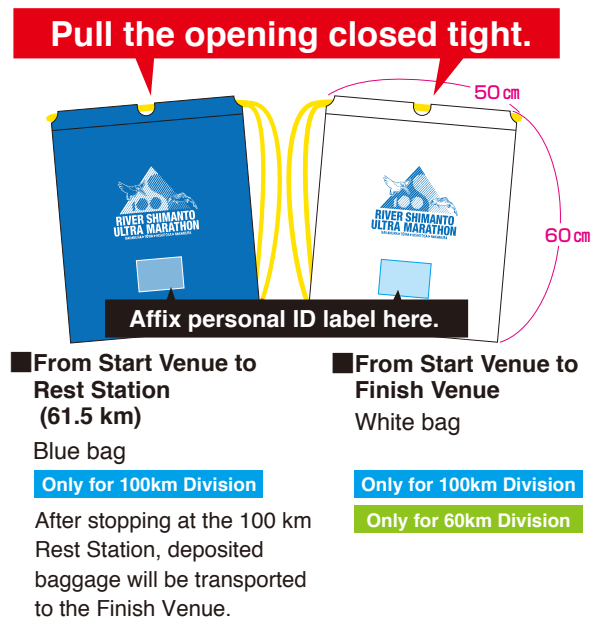 Pull the opening closed tight.
50㎝
60㎝
100
RIVER SHIMANTO
ULTRA MARATHON
100
RIVER SHIMANTO
ULTRA MARATHON
Affix personal ID label here.
■From Start Venue to
Rest Station
(61.5 km)
Blue bag
Only for 100km Division
After stopping at the 100 km
Rest Station, deposited
baggage will be transported
to the Finish Venue.
■From Start Venue to
Finish Venue
White bag
Only for 100km Division
Only for 60km Division